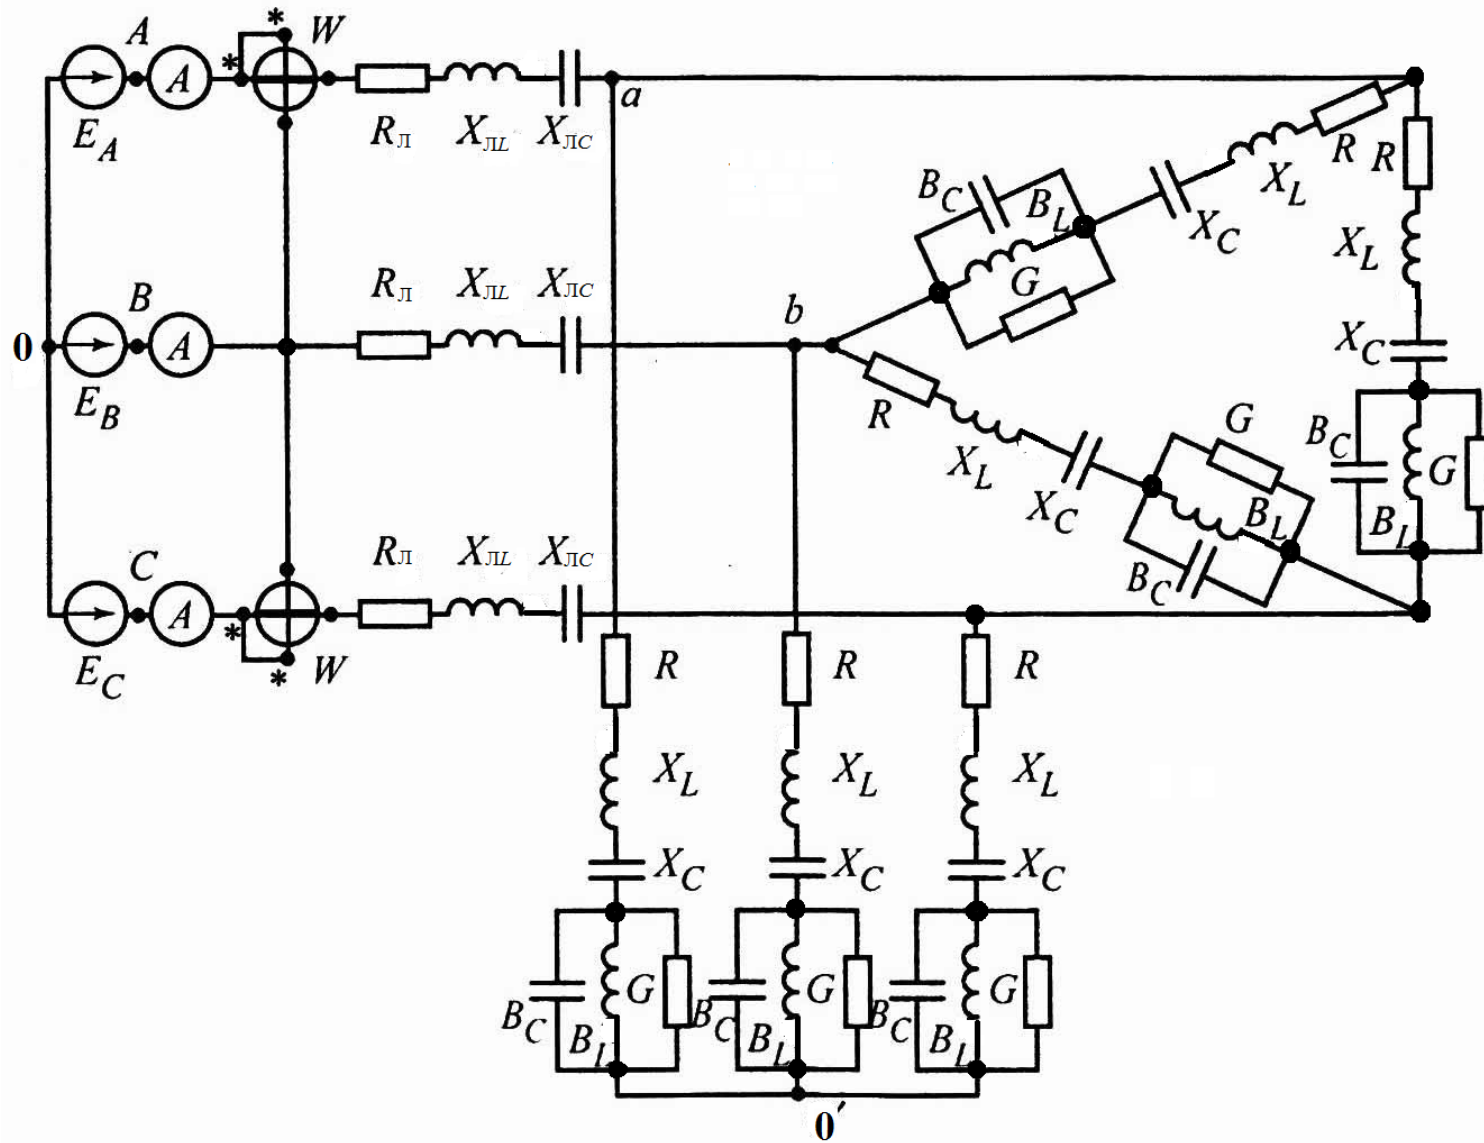 * W
A *
A
E_A R_Л X_ЛL X_ЛC a
R R
X_L
B_C B_L X_C X_L
G
R_Л X_ЛL X_ЛC b
B
0 A X_C
E_B R G
X_L B_C G
X_C B_L B_L
R_Л X_ЛL X_ЛC B_C
C
A
* 
E_C * W R R R
X_L X_L X_L
X_C X_C X_C
G G G
B_C B_C B_C
B_L B_L B_L
0′